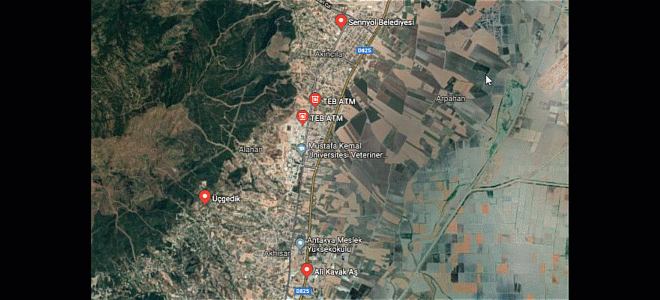 Serinyol Belediyesi
Akıncılar
D825
TEB ATM
Arpahan
TEB ATM
Alahan
Mustafa Kemal
Üniversitesi Veteriner...
Üçgedik
Antakya Meslek
Yüksekokulu
Akhisar
Ali Kavak Aş
D825